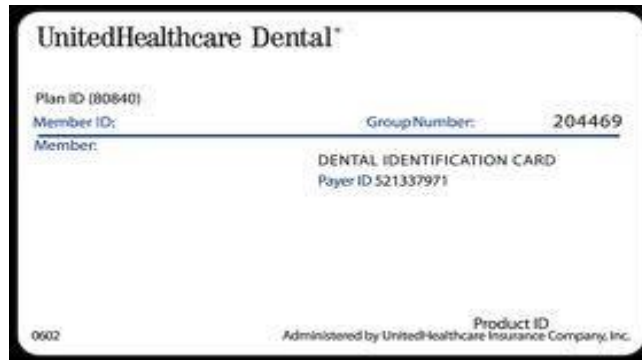 UnitedHealthcare Dental®
Plan ID (80840)
Member ID: Group Number: 204469
Member:
DENTAL IDENTIFICATION CARD
Payer ID 521337971
Product ID
0602 Administered by UnitedHealthcare Insurance Company, Inc.